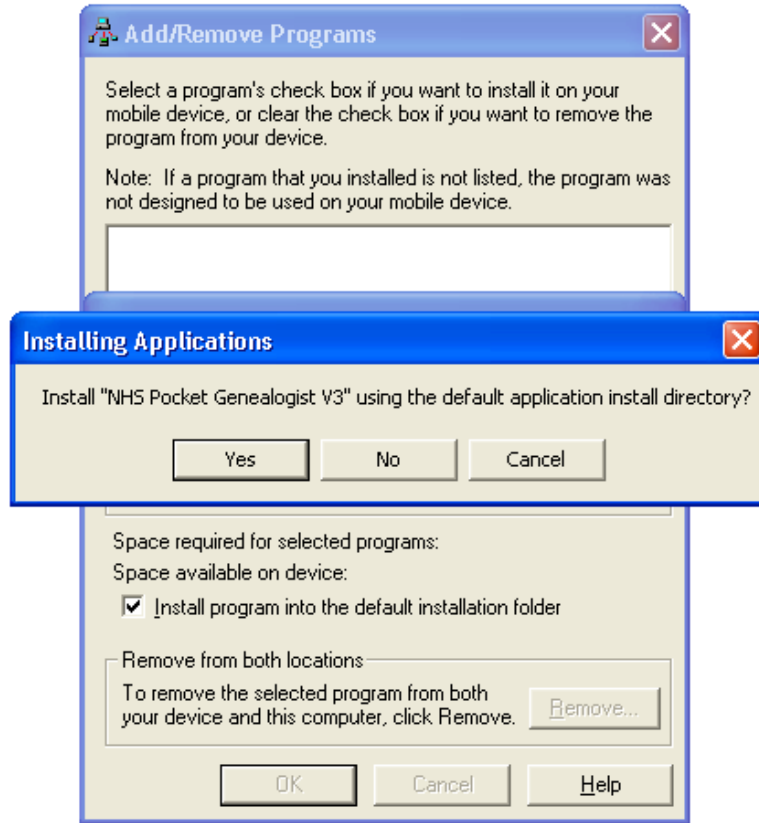 Add/Remove Programs
Select a program's check box if you want to install it on your
mobile device, or clear the check box if you want to remove the
program from your device.
Note: If a program that you installed is not listed, the program was
not designed to be used on your mobile device.
Installing Applications
Install "NHS Pocket Genealogist V3" using the default application install directory?
Yes No Cancel
Space required for selected programs:
Space available on device:
Install program into the default installation folder
Remove from both locations
To remove the selected program from both
your device and this computer, click Remove.
Remove...
OK Cancel Help